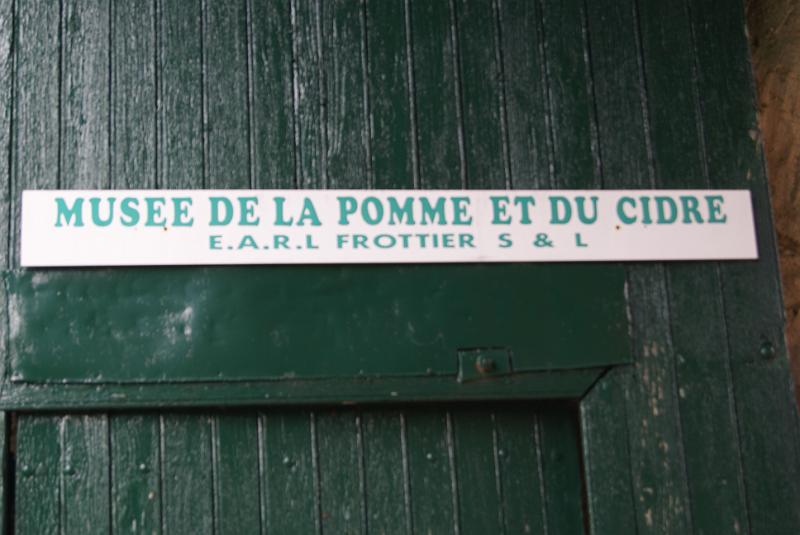 MUSEE DE LA POMME ET DU CIDRE
E.A.R.L FROTTIER S & L